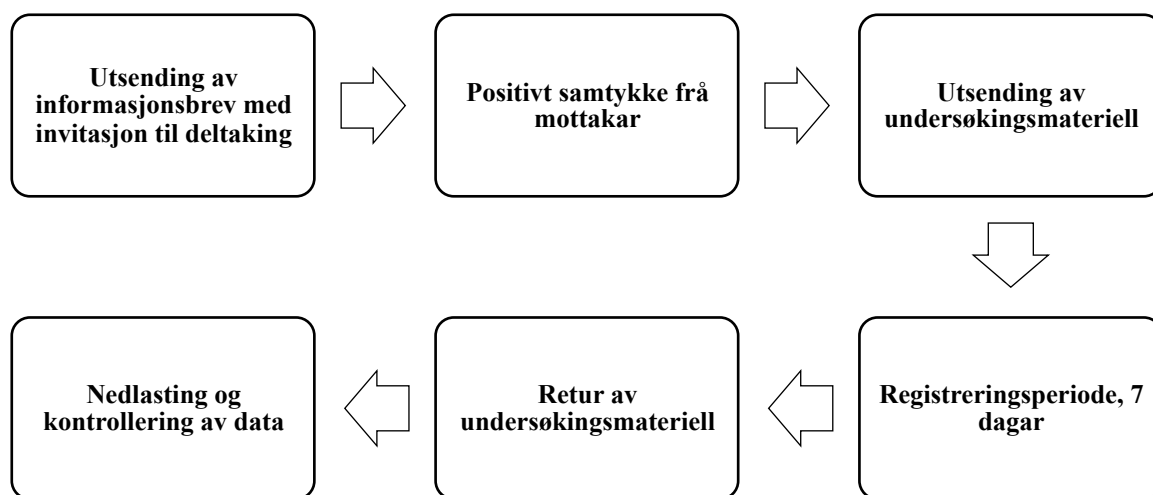 Utsending av
informasjonsbrev med
invitasjon til deltaking
Positivt samtykke frå
mottakar
Utsending av
undersøkingsmateriell
Registreringsperiode, 7
dagar
Retur av
undersøkingsmateriell
Nedlasting og
kontrollering av data